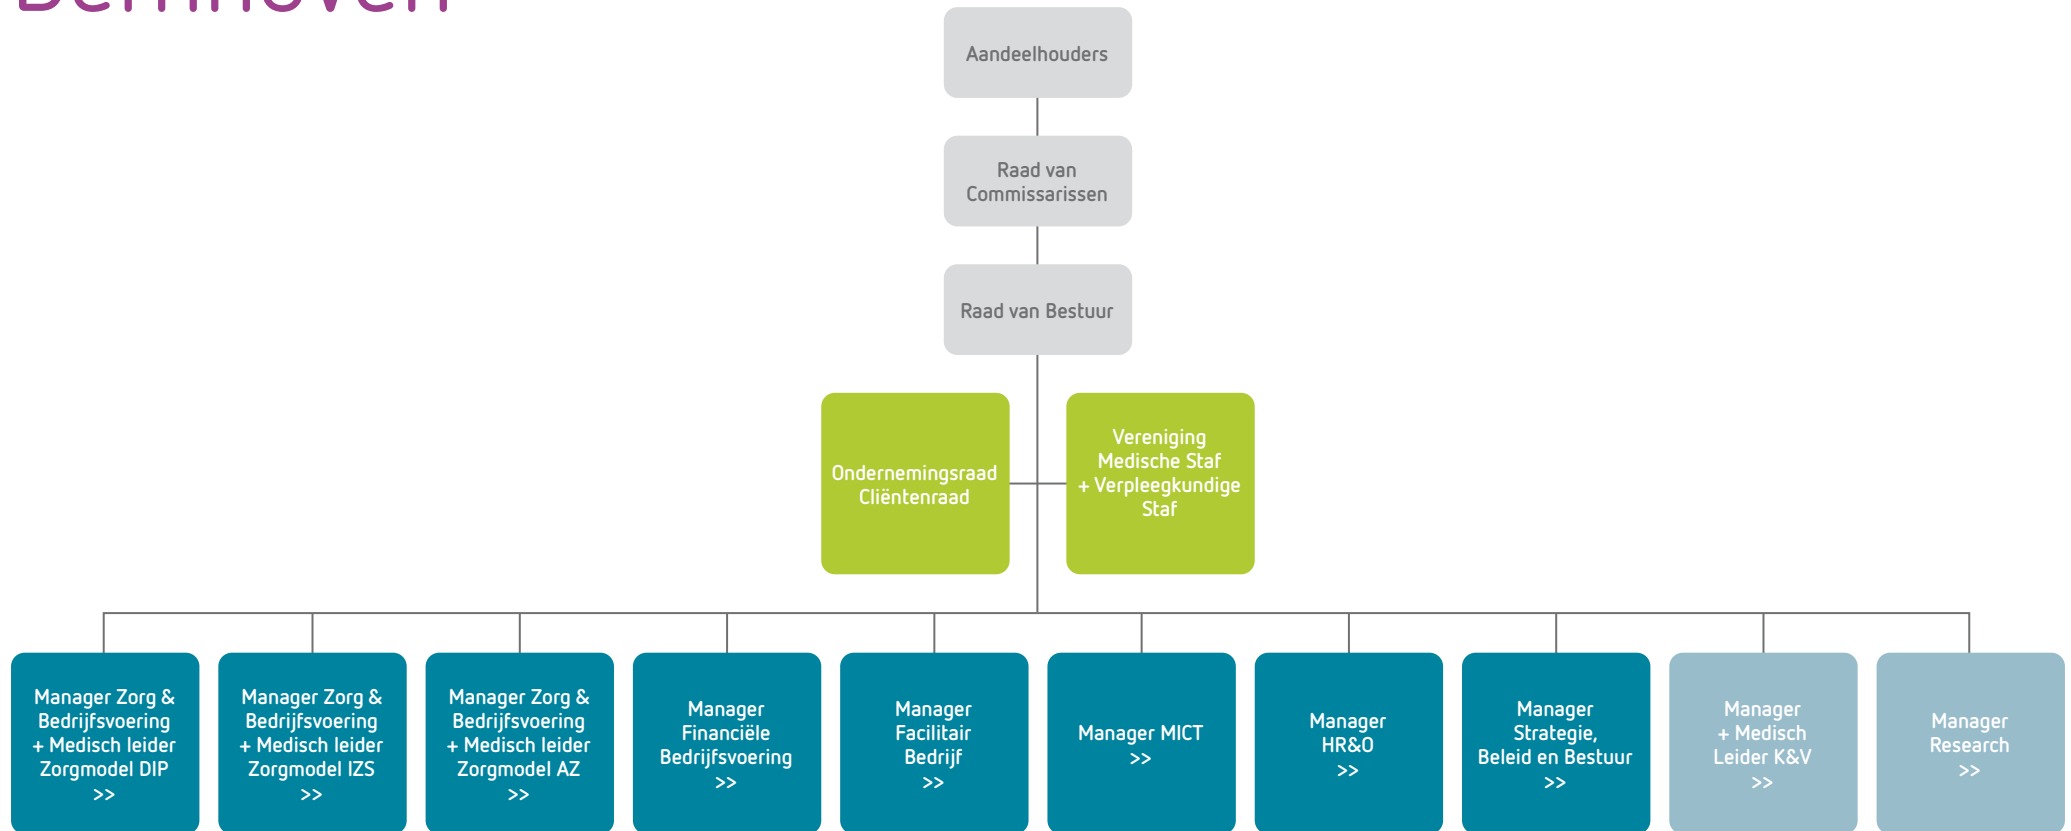 Bernhoven
Aandeelhouders
Raad van
Commissarissen
Raad van Bestuur
Ondernemingsraad
Cliëntenraad
Vereniging
Medische Staf
+ Verpleegkundige
Staf
Manager Zorg &
Bedrijfsvoering
+ Medisch leider
Zorgmodel DIP
>>
Manager Zorg &
Bedrijfsvoering
+ Medisch leider
Zorgmodel IZS
>>
Manager Zorg &
Bedrijfsvoering
+ Medisch leider
Zorgmodel AZ
>>
Manager
Financiële
Bedrijfsvoering
>>
Manager
Facilitair
Bedrijf
>>
Manager MICT
>>
Manager
HR&O
>>
Manager
Strategie,
Beleid en Bestuur
>>
Manager
+ Medisch
Leider K&V
>>
Manager
Research
>>